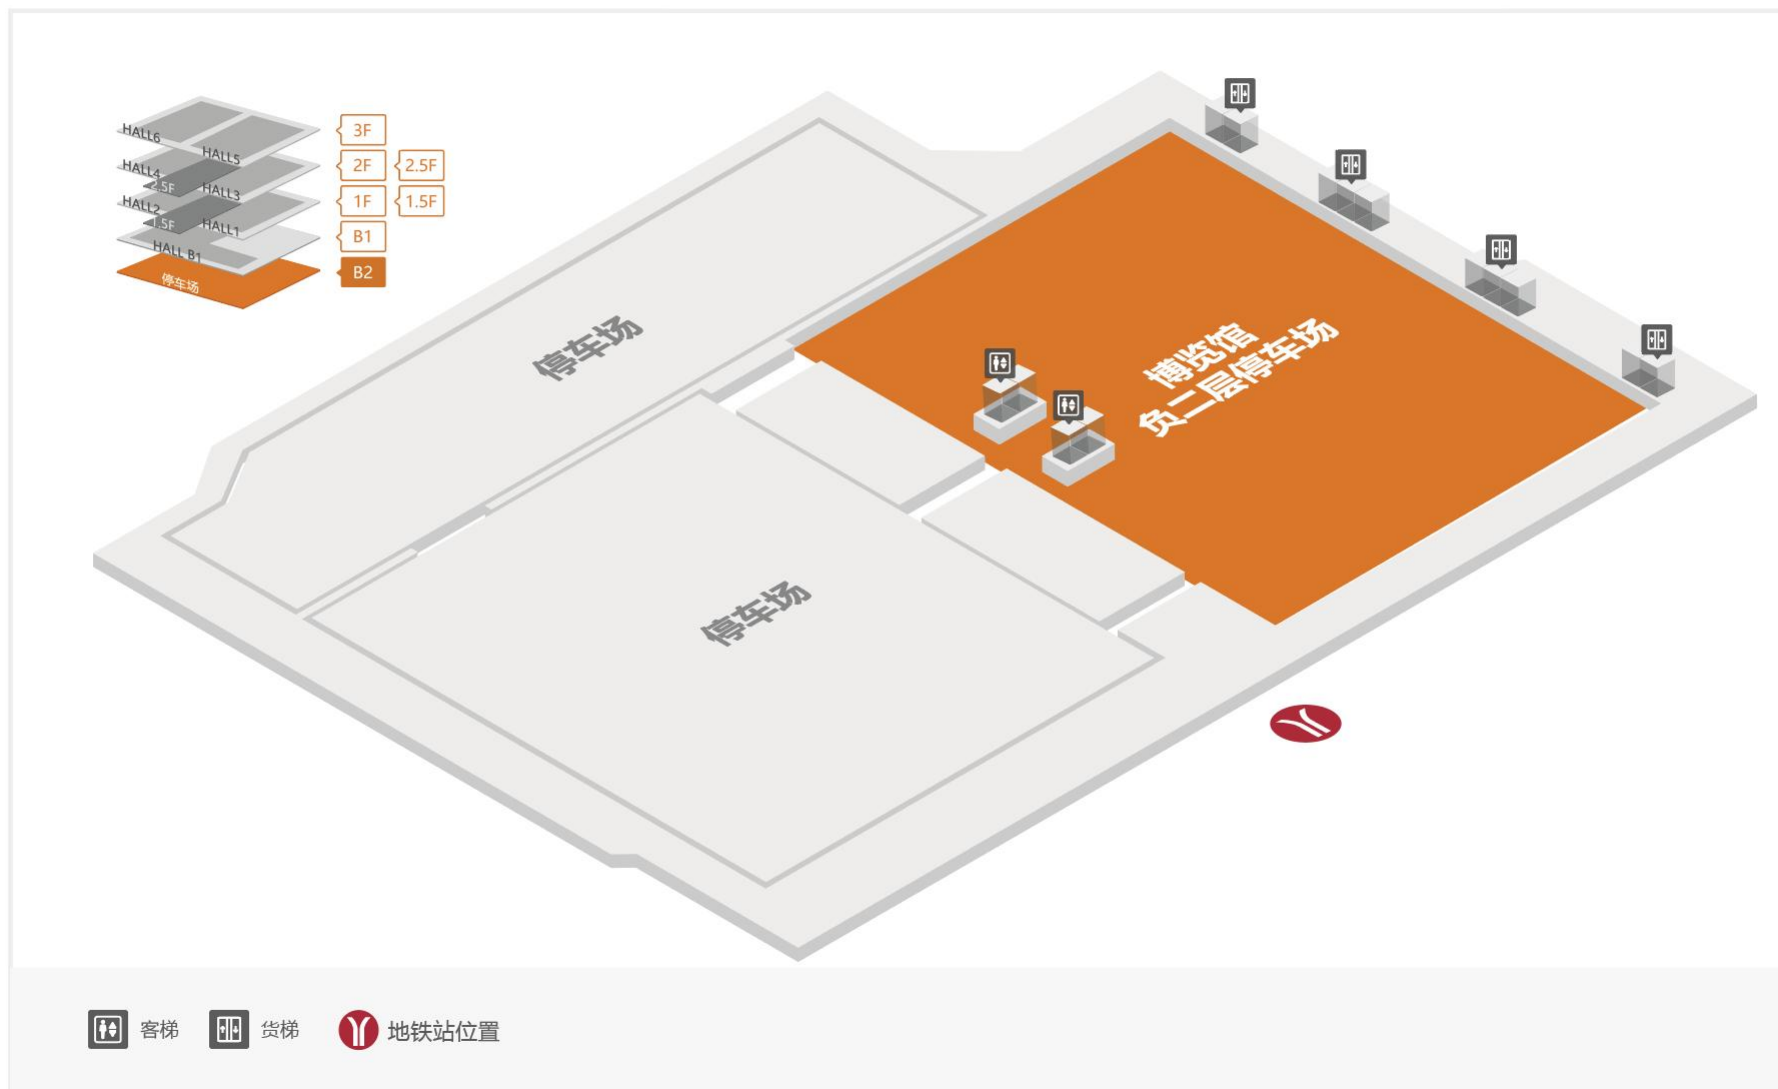 HALL6
HALL5
3F
HALL4
2.5F
HALL3
2F
2.5F
HALL2
1.5F
HALL1
1F
1.5F
HALL B1
B1
停车场
B2
停车场
博览馆
负二层停车场
停车场
客梯
货梯
地铁站位置